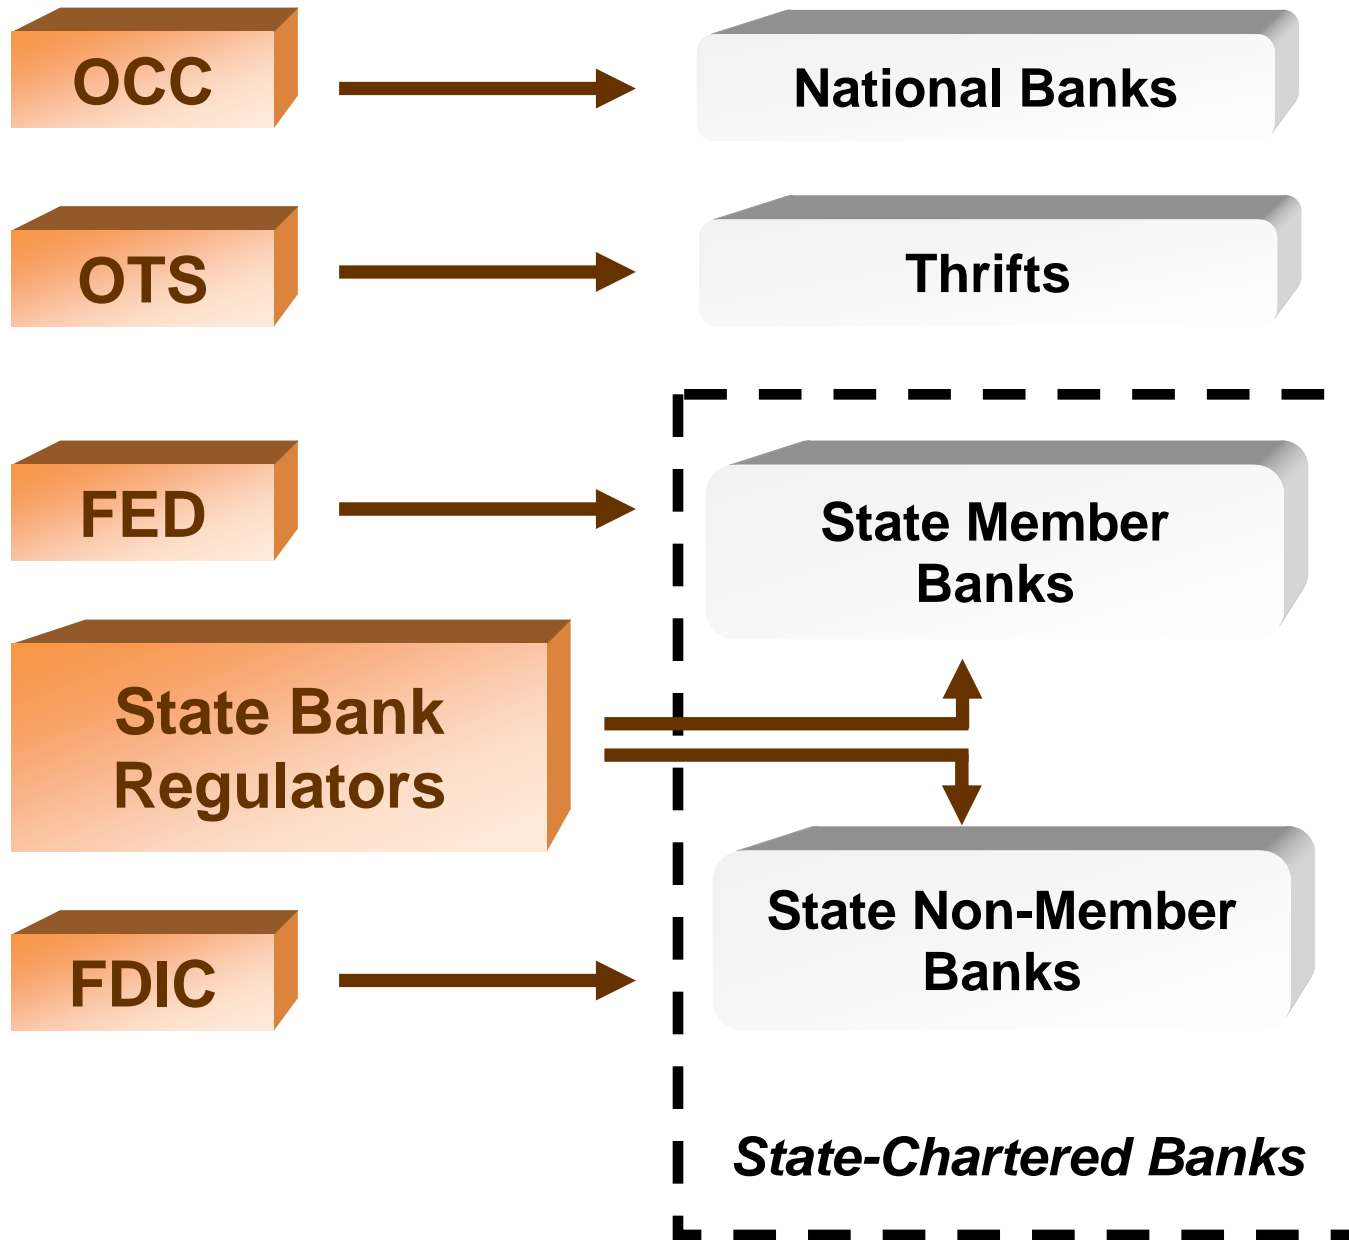 OCC
National Banks
OTS
Thrifts
FED
State Member
Banks
State Bank
Regulators
State Non-Member
Banks
FDIC
State-Chartered Banks